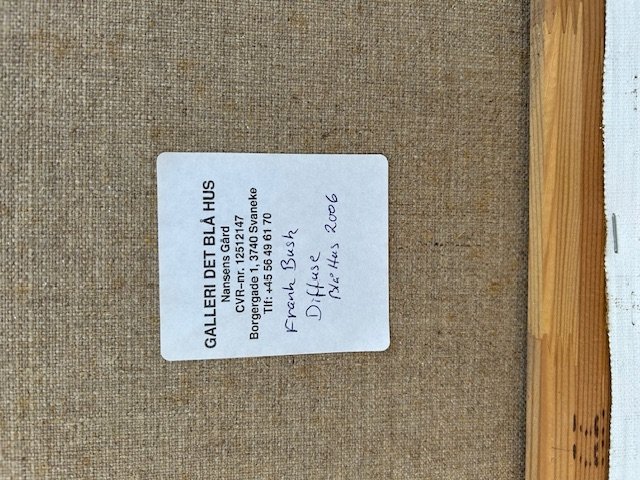 GALLERI DET BLÅ HUS
Nansens Gård
CVR-nr. 12512147
Borgergade 1, 3740 Svaneke
Tlf: +45 56 49 61 70
Frank Bush
Diffuse
Blå Hus 2006